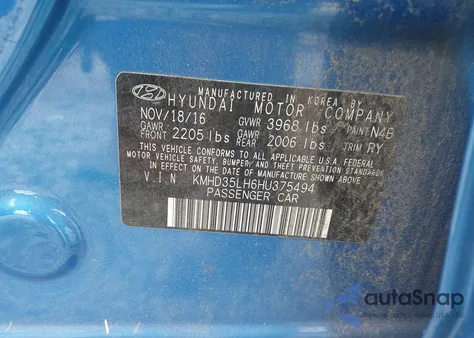 MANUFACTURED IN KOREA BY
HYUNDAI MOTOR COMPANY
NOV/18/16 GVWR 3968 lbs PAINT N4B
GAWR FRONT 2205 lbs GAWR REAR 2006 lbs TRIM RY
THIS VEHICLE CONFORMS TO ALL APPLICABLE U.S.A. FEDERAL
MOTOR VEHICLE SAFETY, BUMPER, AND THEFT PREVENTION STANDARDS
IN EFFECT ON THE DATE OF MANUFACTURE SHOWN ABOVE.
V.I.N KMHD35LH6HU375494
PASSENGER CAR
autoSnap